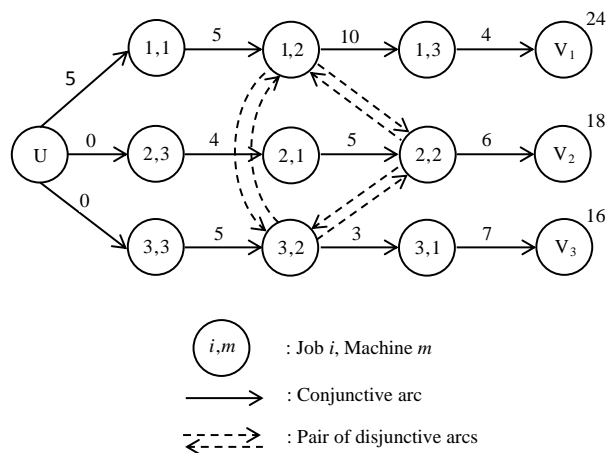 24
5 10 4
1,1 1,2 1,3 V1
5
18
0 4 5 6
U 2,3 2,1 2,2 V2
0
16
5 3 7
3,3 3,2 3,1 V3
i,m : Job i, Machine m
: Conjunctive arc
: Pair of disjunctive arcs